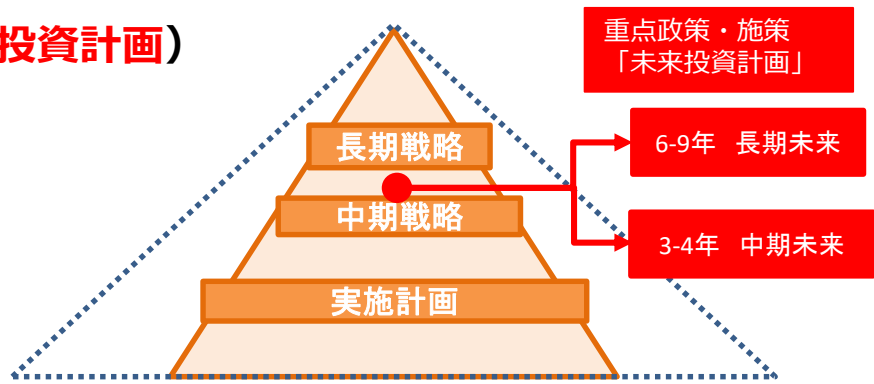 投資計画）
重点政策・施策
「未来投資計画」
長期戦略
6-9年 長期未来
中期戦略
3-4年 中期未来
実施計画